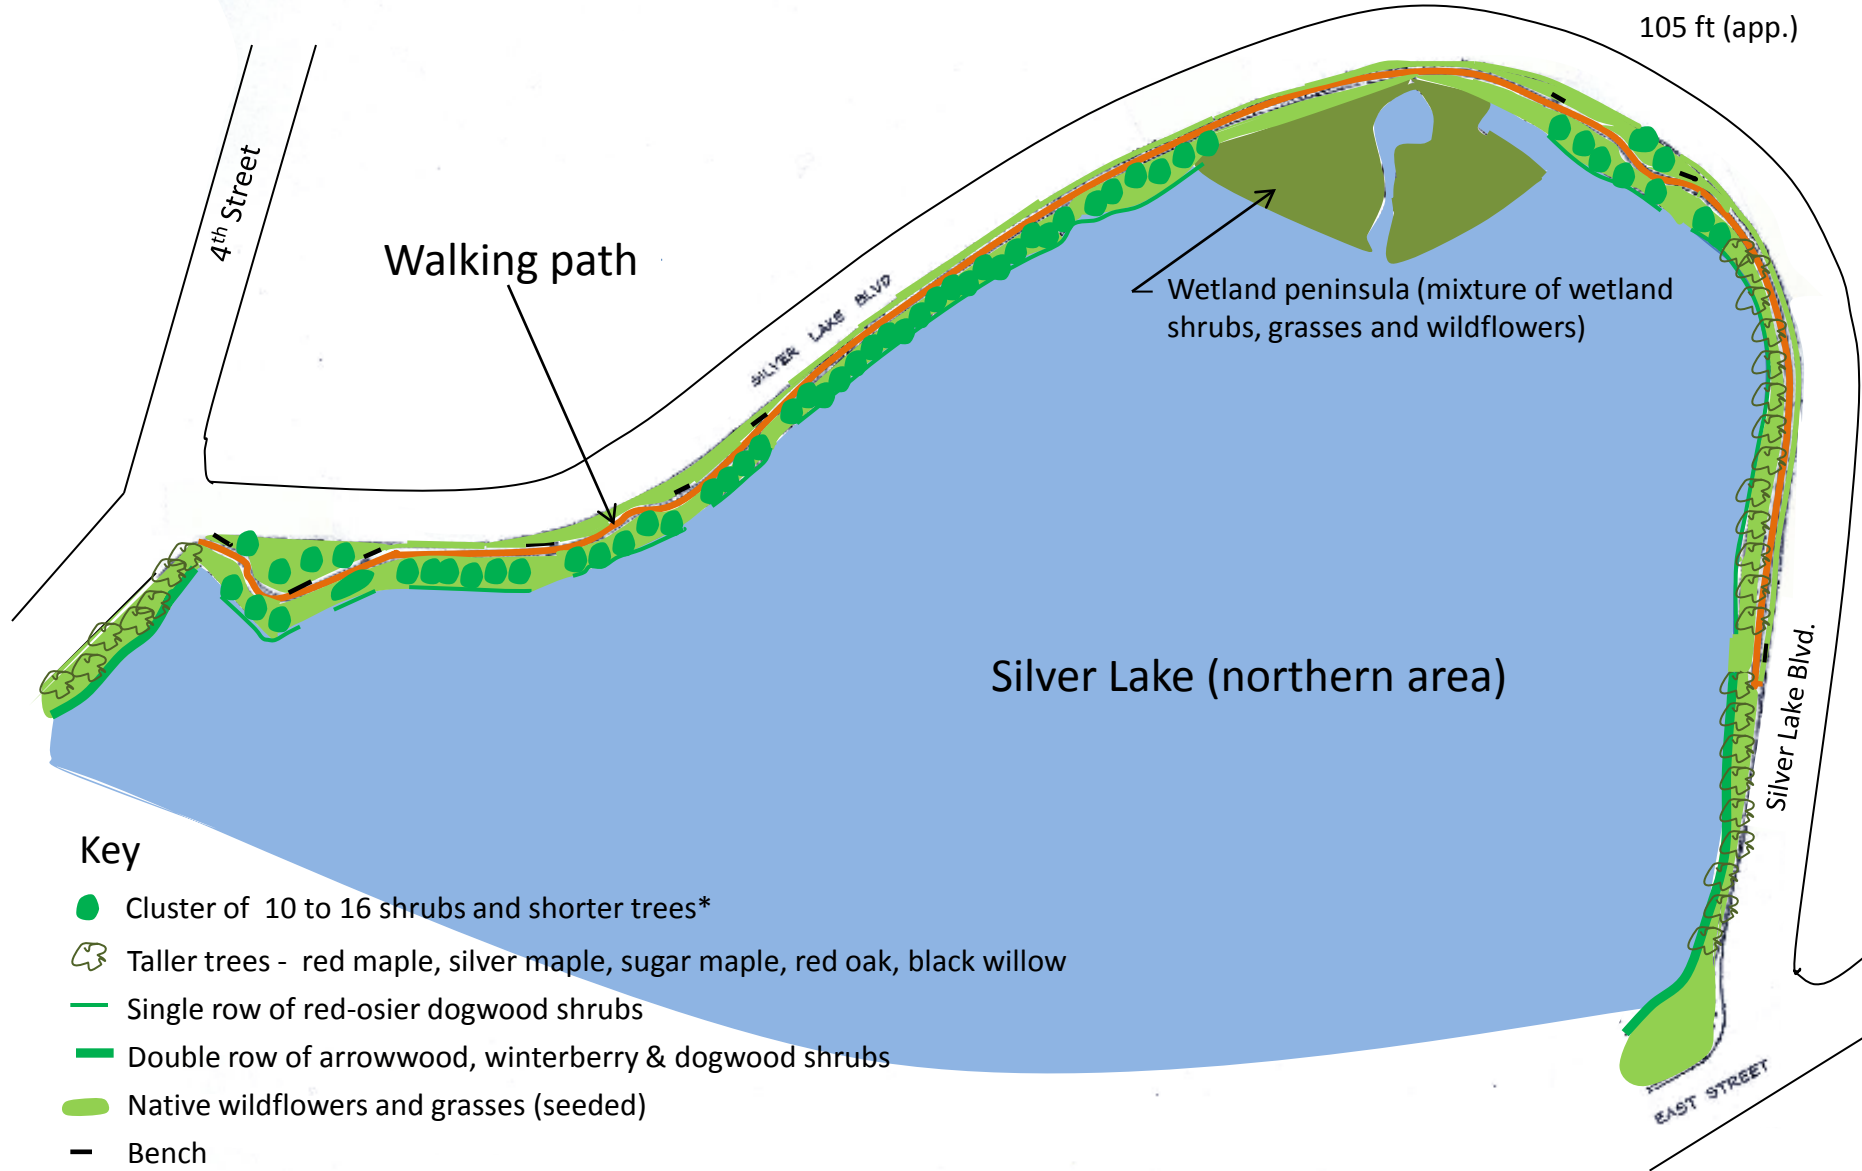 105 ft (app.)
4th Street
Walking path
SILVER LAKE BLVD
Wetland peninsula (mixture of wetland
shrubs, grasses and wildflowers)
Silver Lake (northern area)
Silver Lake Blvd.
Key
Cluster of 10 to 16 shrubs and shorter trees*
Taller trees - red maple, silver maple, sugar maple, red oak, black willow
Single row of red-osier dogwood shrubs
Double row of arrowwood, winterberry & dogwood shrubs
Native wildflowers and grasses (seeded)
Bench
EAST STREET